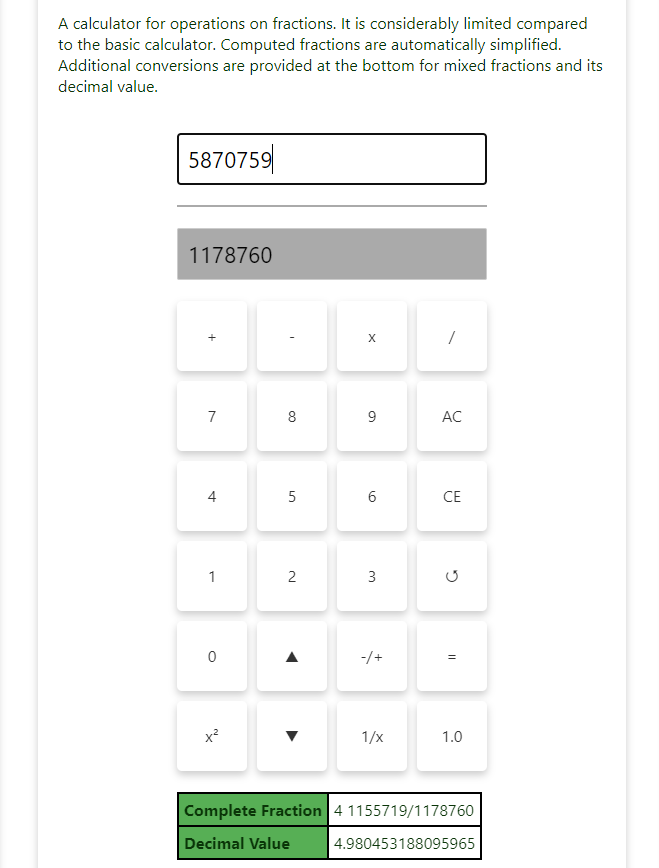 A calculator for operations on fractions. It is considerably limited compared
to the basic calculator. Computed fractions are automatically simplified.
Additional conversions are provided at the bottom for mixed fractions and its
decimal value.
5870759
1178760
+ - x /
7 8 9 AC
4 5 6 CE
1 2 3 ↺
0 ▲ -/+ =
x² ▼ 1/x 1.0
Complete Fraction 4 1155719/1178760
Decimal Value 4.980453188095965